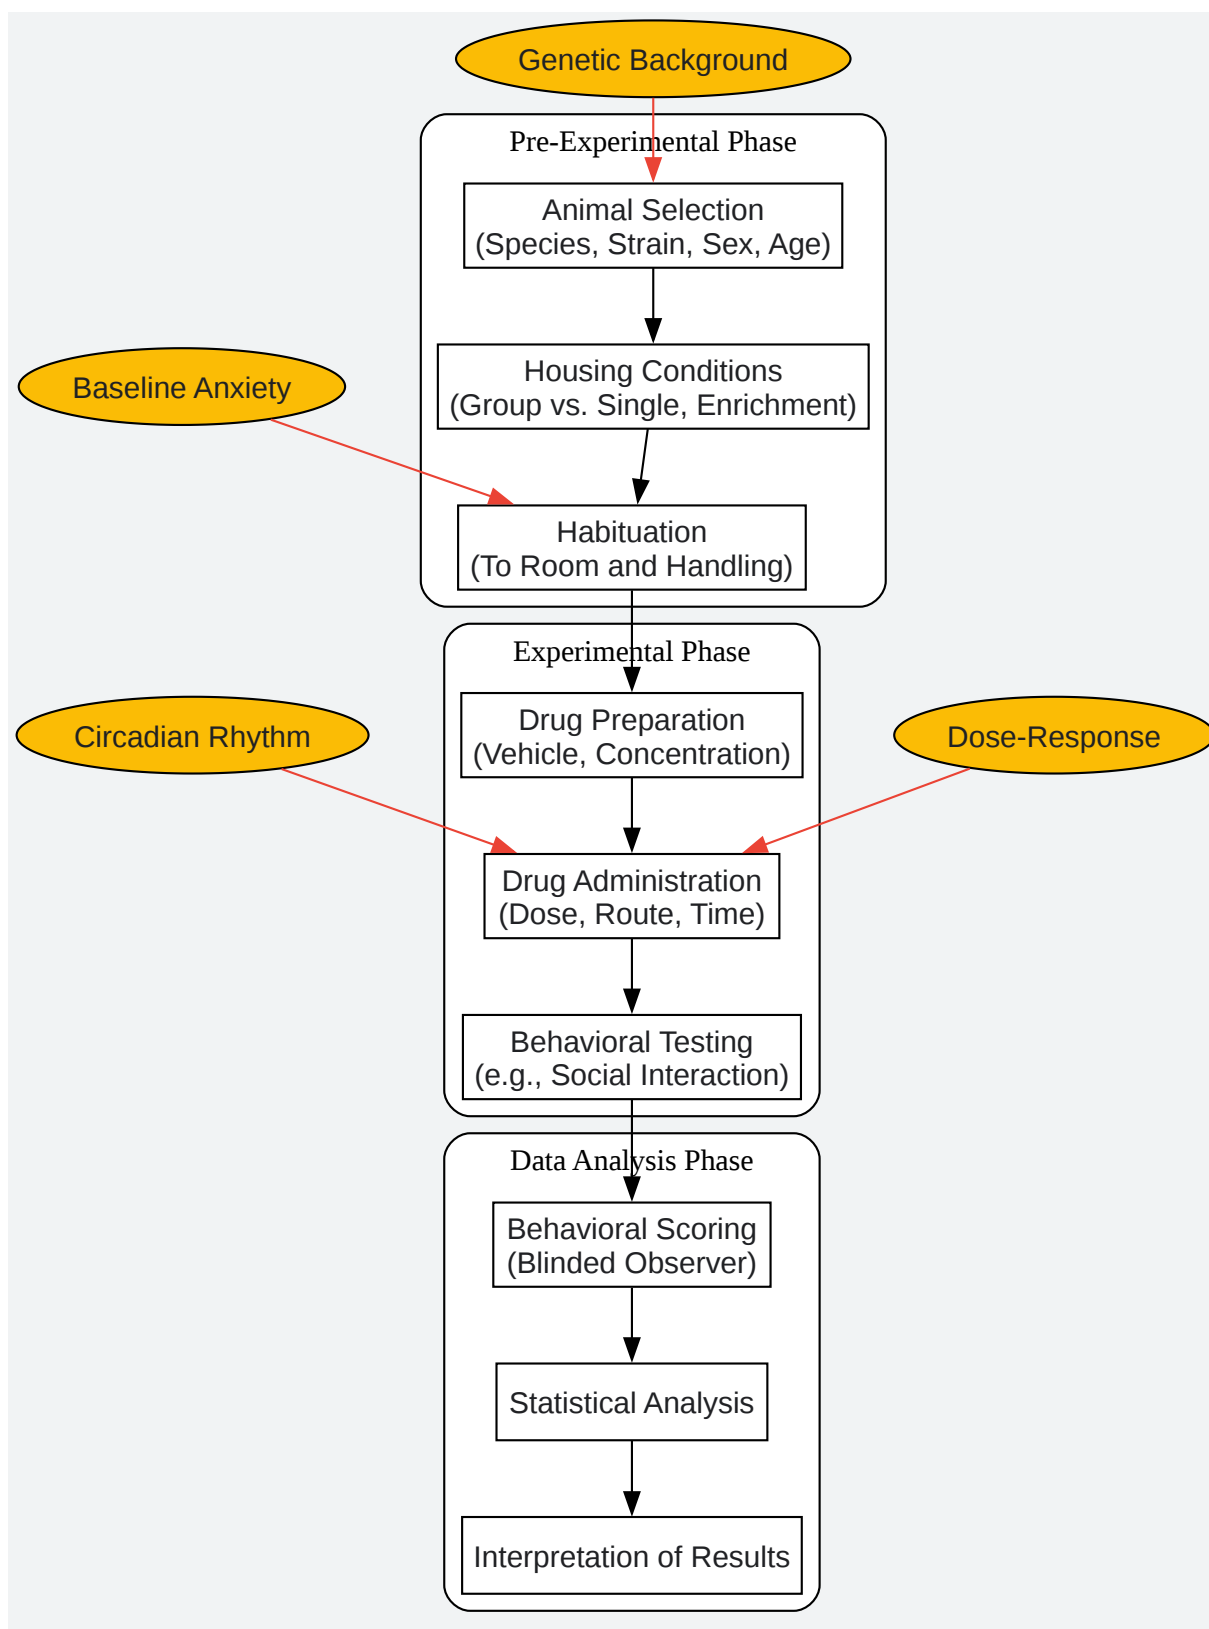 Genetic Background
Pre-Experimental Phase
Animal Selection
(Species, Strain, Sex, Age)
Housing Conditions
(Group vs. Single, Enrichment)
Baseline Anxiety
Habituation
(To Room and Handling)
Experimental Phase
Drug Preparation
(Vehicle, Concentration)
Circadian Rhythm
Dose-Response
Drug Administration
(Dose, Route, Time)
Behavioral Testing
(e.g., Social Interaction)
Data Analysis Phase
Behavioral Scoring
(Blinded Observer)
Statistical Analysis
Interpretation of Results